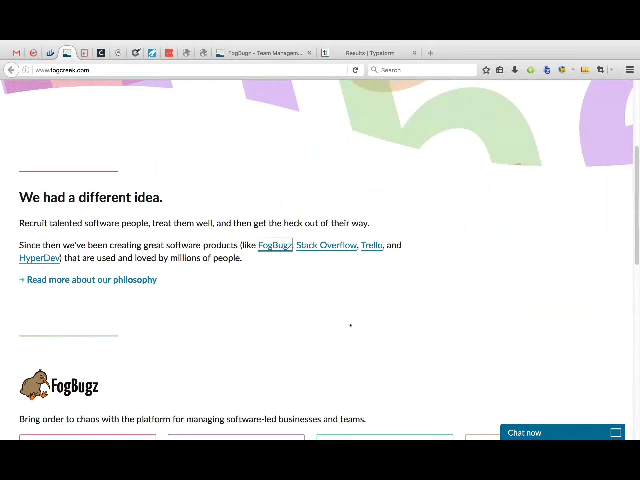 FogBugz - Team Managem...
Results | Typeform
www.fogcreek.com
Search
We had a different idea.
Recruit talented software people, treat them well, and then get the heck out of their way.
Since then we've been creating great software products (like FogBugz, Stack Overflow, Trello, and
HyperDev) that are used and loved by millions of people.
→ Read more about our philosophy
FogBugz
Bring order to chaos with the platform for managing software-led businesses and teams.
Chat now